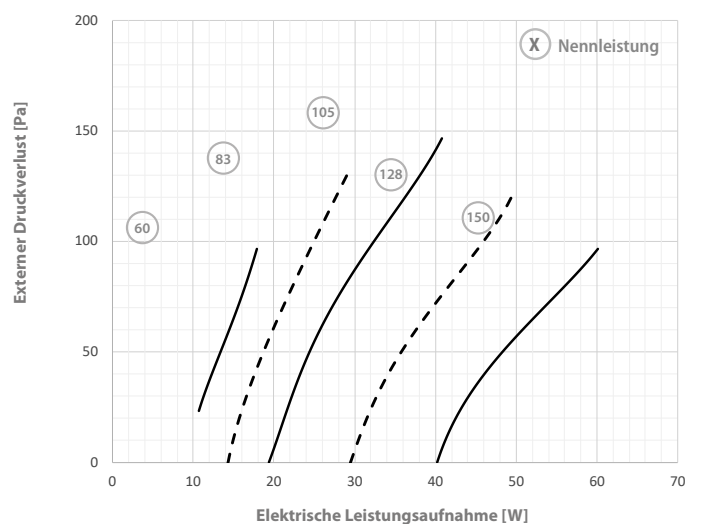 200
X Nennleistung
150
100
50
0
Externer Druckverlust [Pa]
105
83
128
150
60
0 10 20 30 40 50 60 70
Elektrische Leistungsaufnahme [W]